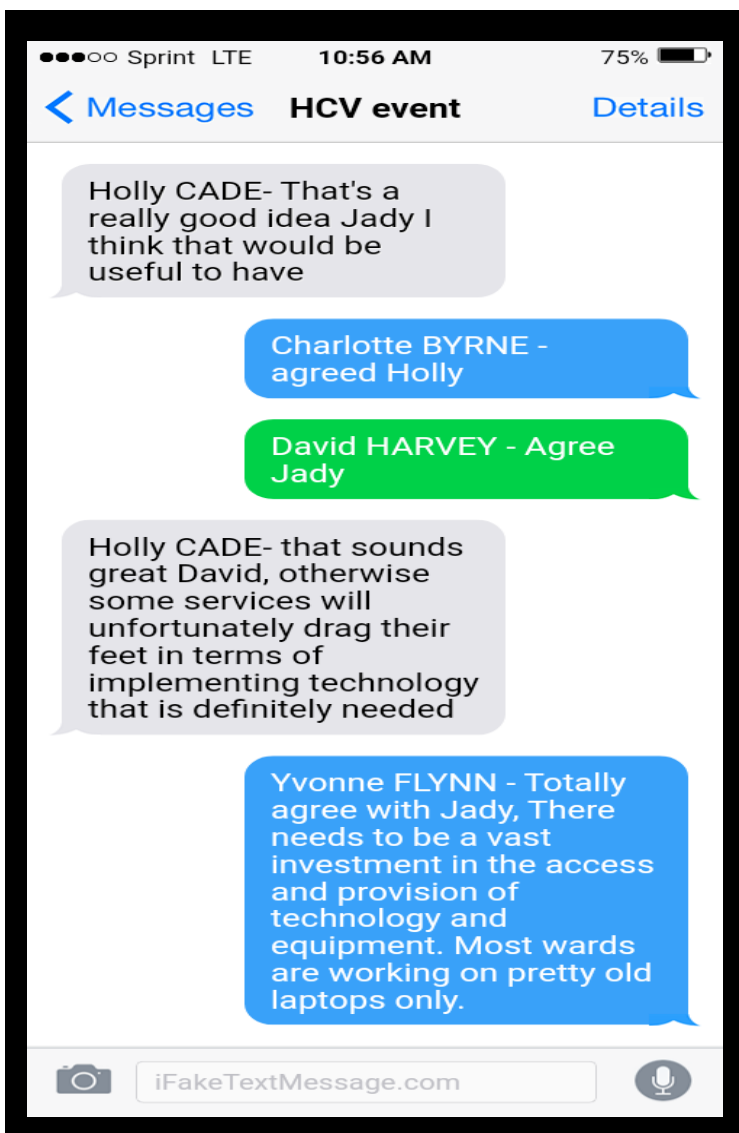 ●●●○○ Sprint LTE 10:56 AM 75%
Messages HCV event Details
Holly CADE- That's a
really good idea Jady I
think that would be
useful to have
Charlotte BYRNE -
agreed Holly
David HARVEY - Agree
Jady
Holly CADE- that sounds
great David, otherwise
some services will
unfortunately drag their
feet in terms of
implementing technology
that is definitely needed
Yvonne FLYNN - Totally
agree with Jady, There
needs to be a vast
investment in the access
and provision of
technology and
equipment. Most wards
are working on pretty old
laptops only.
iFakeTextMessage.com